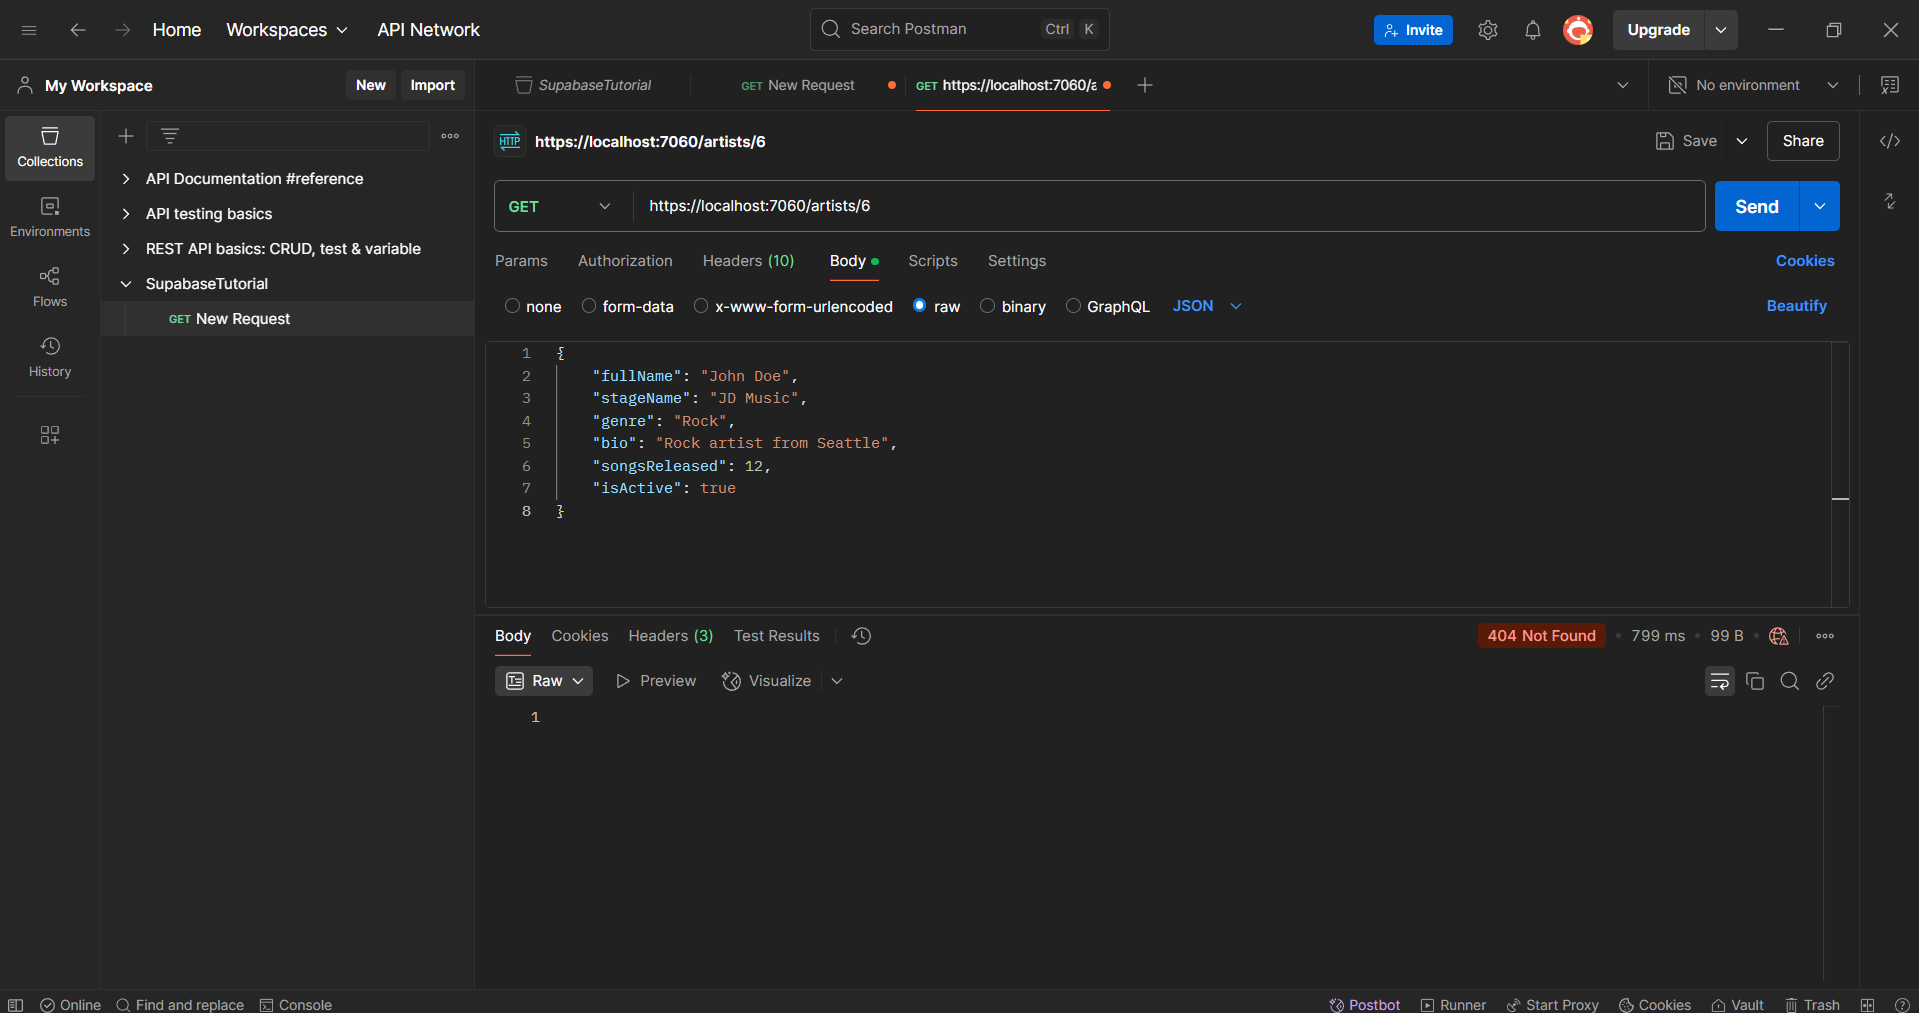 Home Workspaces API Network Search Postman Ctrl K Invite Upgrade
My Workspace New Import SupabaseTutorial GET New Request GET https://localhost:7060/a No environment
https://localhost:7060/artists/6 Save Share
Collections
Environments
Flows
History
API Documentation #reference
API testing basics
REST API basics: CRUD, test & variable
SupabaseTutorial
GET New Request
GET https://localhost:7060/artists/6 Send
Params Authorization Headers (10) Body Scripts Settings Cookies
none form-data x-www-form-urlencoded raw binary GraphQL JSON Beautify
1 {
2 "fullName": "John Doe",
3 "stageName": "JD Music",
4 "genre": "Rock",
5 "bio": "Rock artist from Seattle",
6 "songsReleased": 12,
7 "isActive": true
8 }
Body Cookies Headers (3) Test Results 404 Not Found • 799 ms • 99 B •
Raw Preview Visualize
1
Online Find and replace Console Postbot Runner Start Proxy Cookies Vault Trash